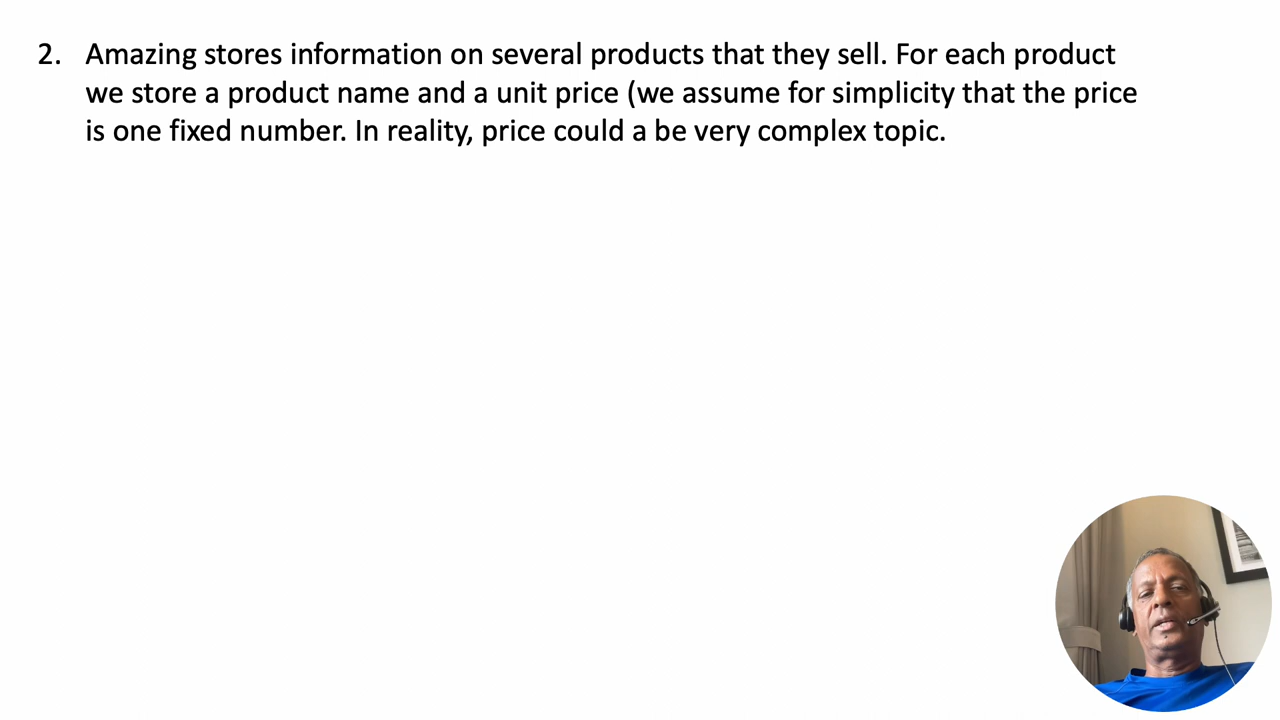 2. Amazing stores information on several products that they sell. For each product
we store a product name and a unit price (we assume for simplicity that the price
is one fixed number. In reality, price could a be very complex topic.